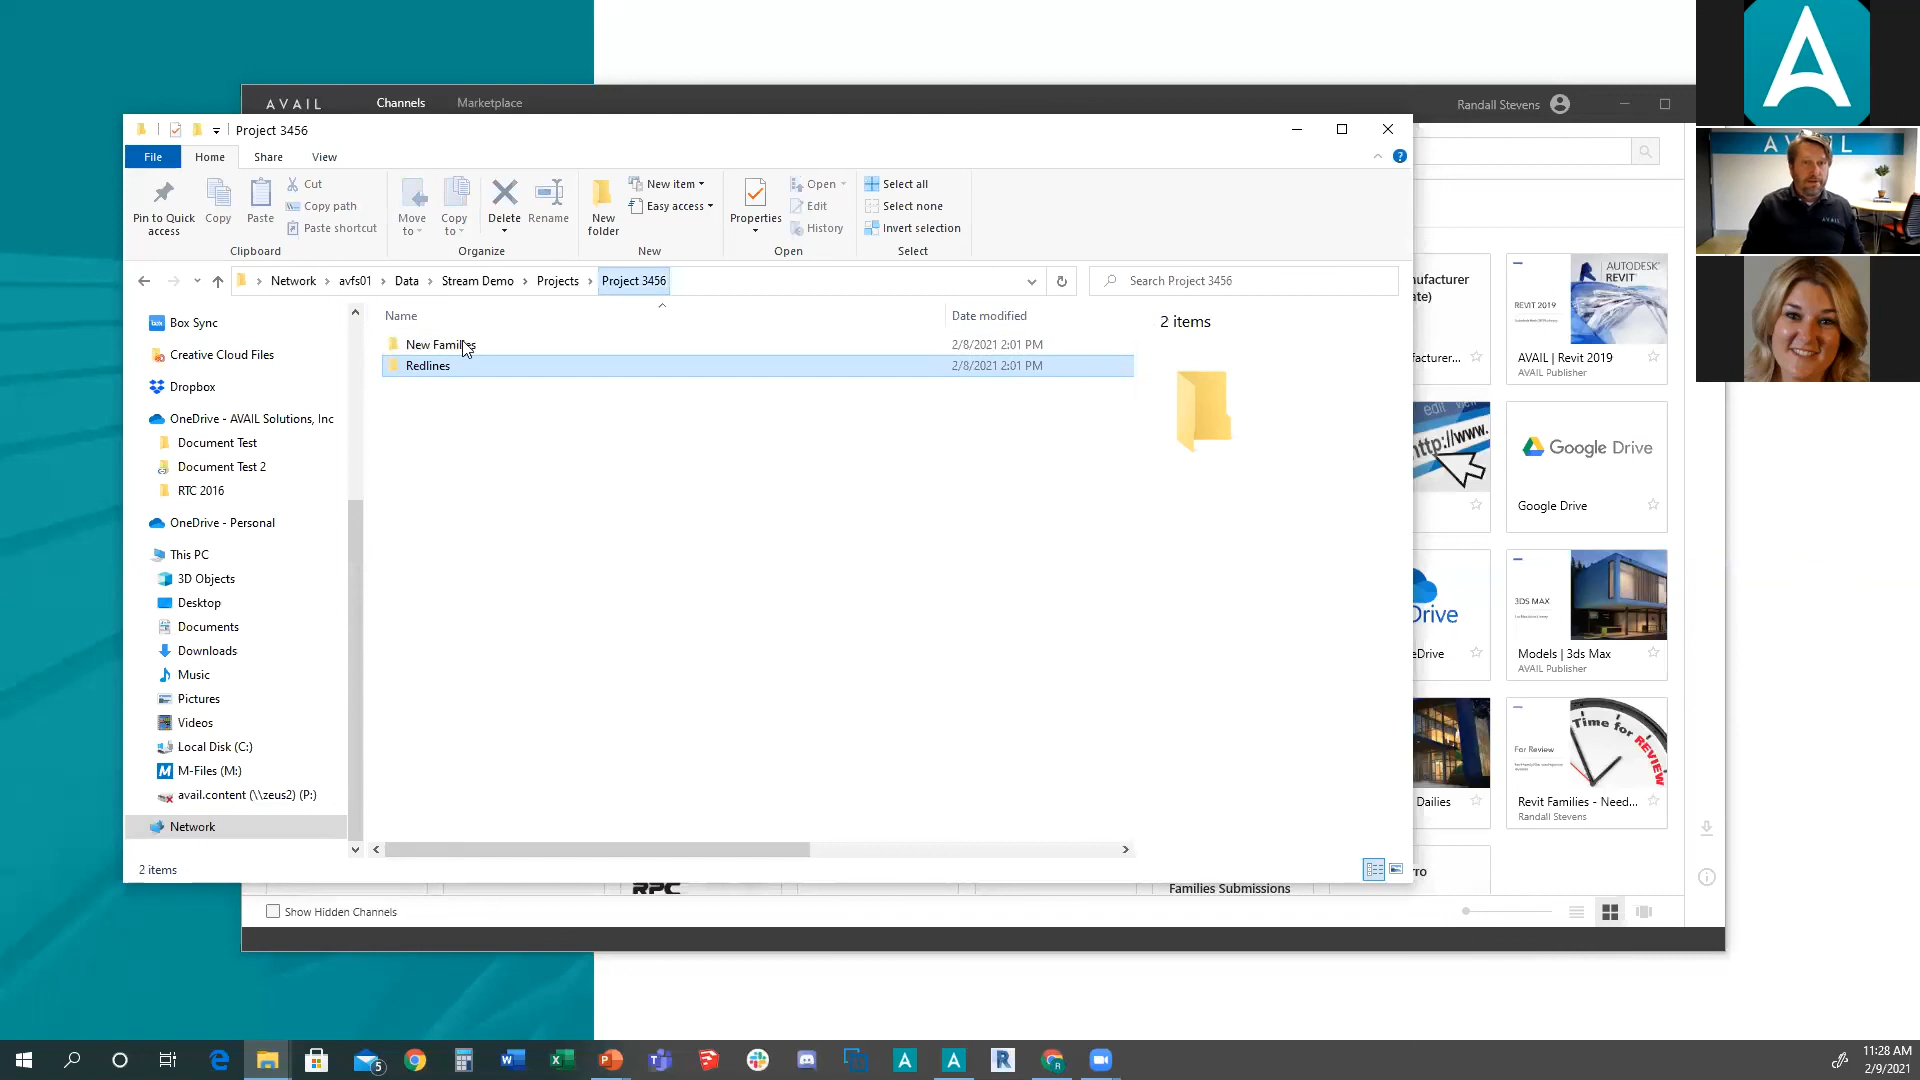 AVAIL
Channels
Marketplace
Randall Stevens
Project 3456
File
Home
Share
View
Pin to Quick access
Copy
Paste
Cut
Copy path
Paste shortcut
Clipboard
Move to
Copy to
Delete
Rename
Organize
New folder
New item
Easy access
New
Properties
Open
Edit
History
Open
Select all
Select none
Invert selection
Select
Network
avfs01
Data
Stream Demo
Projects
Project 3456
Search Project 3456
Name
Date modified
New Families
2/8/2021 2:01 PM
Redlines
2/8/2021 2:01 PM
2 items
Box Sync
Creative Cloud Files
Dropbox
OneDrive - AVAIL Solutions, Inc
Document Test
Document Test 2
RTC 2016
OneDrive - Personal
This PC
3D Objects
Desktop
Documents
Downloads
Music
Pictures
Videos
Local Disk (C:)
M-Files (M:)
avail.content (\\zeus2) (P:)
Network
2 items
AUTODESK
REVIT
REVIT 2019
AVAIL | Revit 2019
AVAIL Publisher
edit
http://www.
Google Drive
Google Drive
3DS MAX
Models | 3ds Max
AVAIL Publisher
Dailies
Time for
REVIEW
For Review
Revit Families - Need...
Randall Stevens
RPC
Families Submissions
Show Hidden Channels
AVAIL
AVAIL
5
11:28 AM
2/9/2021